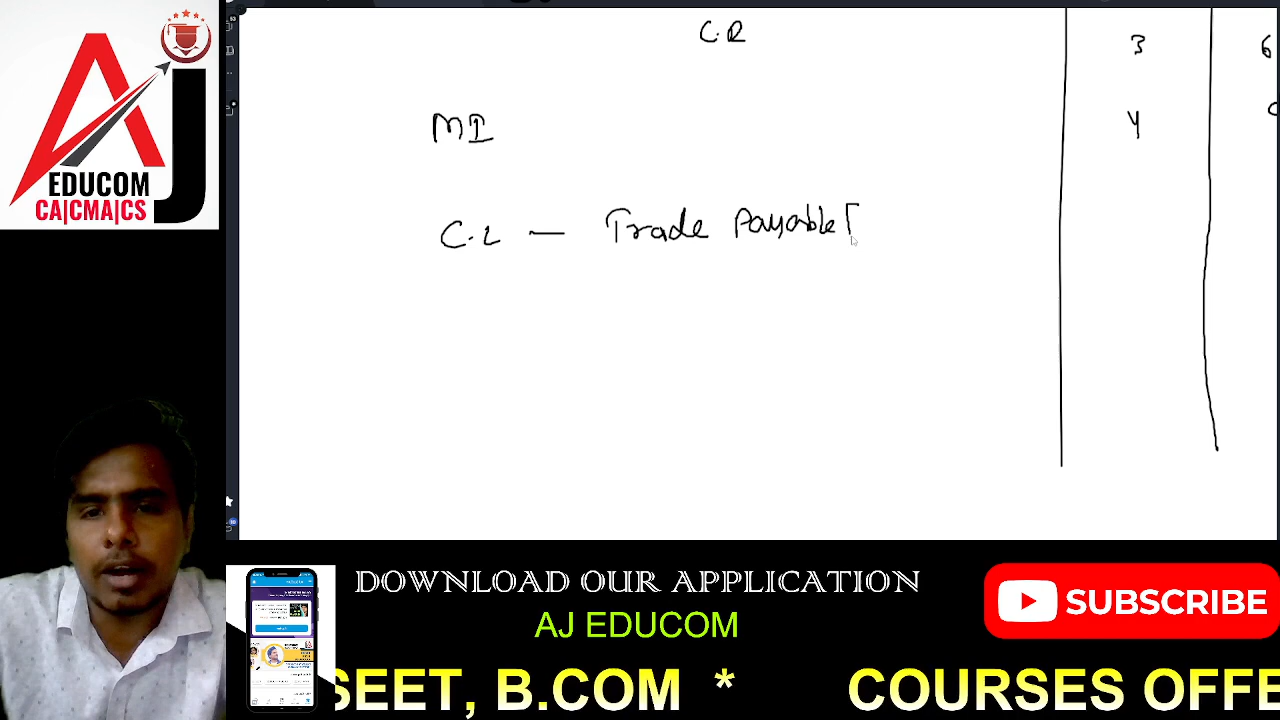 C.R 3 6
MI 4
C.L — Trade Payable [
AJ
EDUCOM
CA|CMA|CS
DOWNLOAD OUR APPLICATION
AJ EDUCOM
SUBSCRIBE
SEET, B.COM * COURSES OFFE